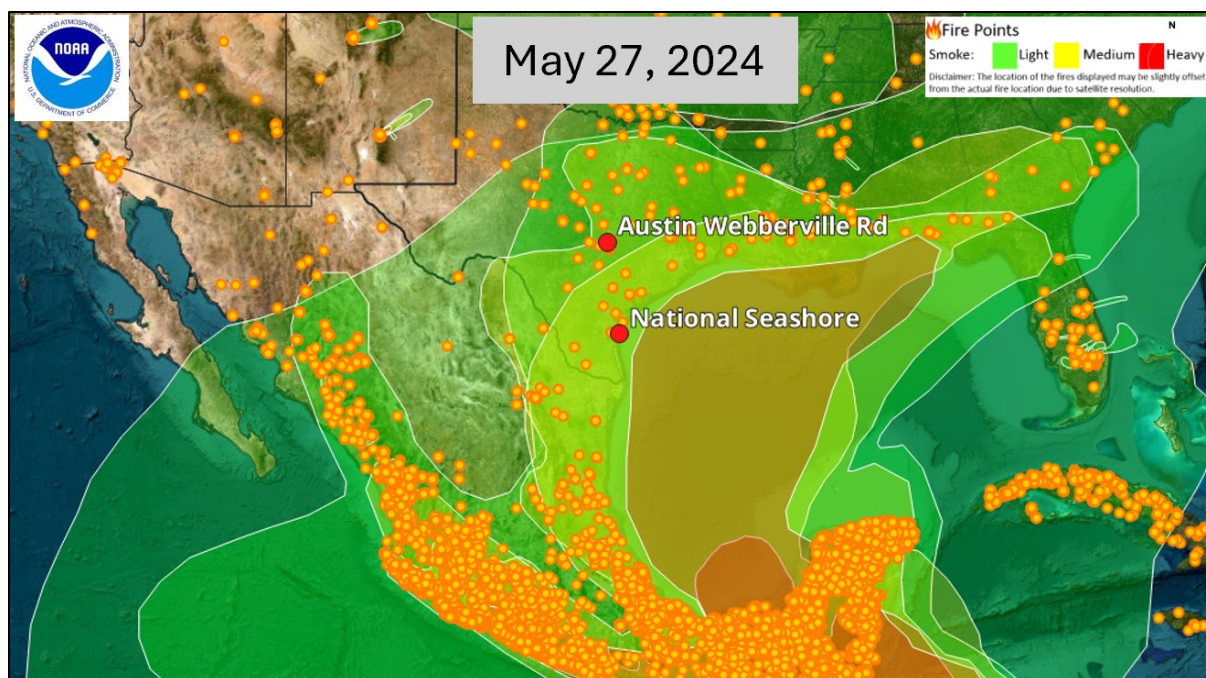 NATIONAL OCEANIC AND ATMOSPHERIC ADMINISTRATION
NOAA
U.S. DEPARTMENT OF COMMERCE
May 27, 2024
Fire Points
N
Smoke: Light Medium Heavy
Disclaimer: The location of the fires displayed may be slightly offset
from the actual fire location due to satellite resolution.
Austin Webberville Rd
National Seashore